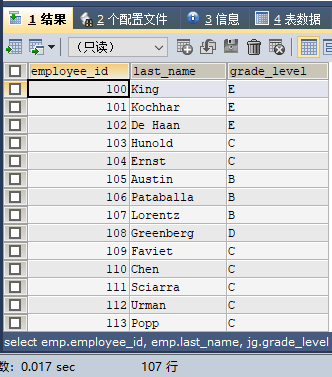 1 结果 2 个配置文件 3 信息 4 表数据
（只读）
employee_id last_name grade_level
100 King E
101 Kochhar E
102 De Haan E
103 Hunold C
104 Ernst C
105 Austin B
106 Pataballa B
107 Lorentz B
108 Greenberg D
109 Faviet C
110 Chen C
111 Sciarra C
112 Urman C
113 Popp C
select emp.employee_id, emp.last_name, jg.grade_level
数: 0.017 sec 107 行